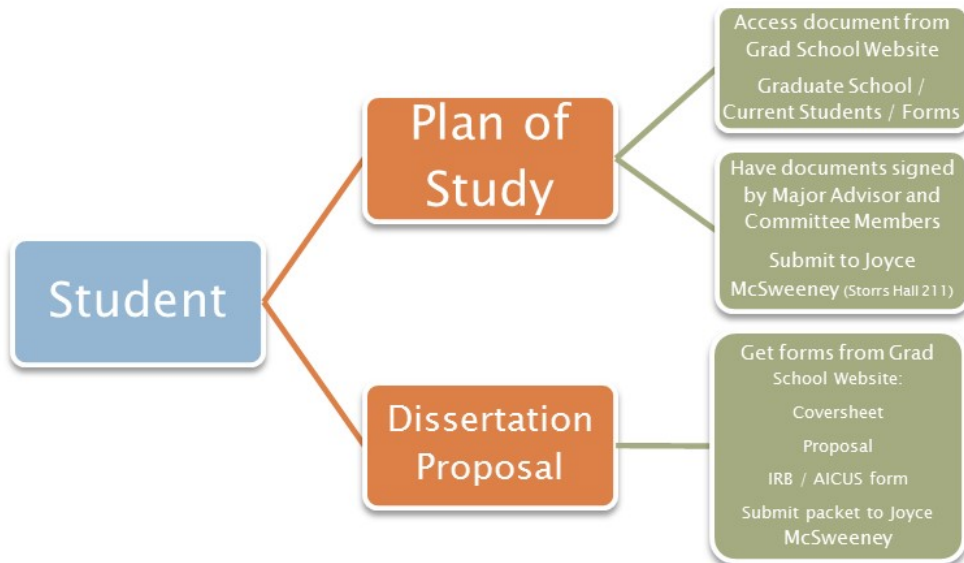 Student
Plan of
Study
Access document from
Grad School Website
Graduate School /
Current Students / Forms
Have documents signed
by Major Advisor and
Committee Members
Submit to Joyce
McSweeney (Storrs Hall 211)
Dissertation
Proposal
Get forms from Grad
School Website:
Coversheet
Proposal
IRB / AICUS form
Submit packet to Joyce
McSweeney